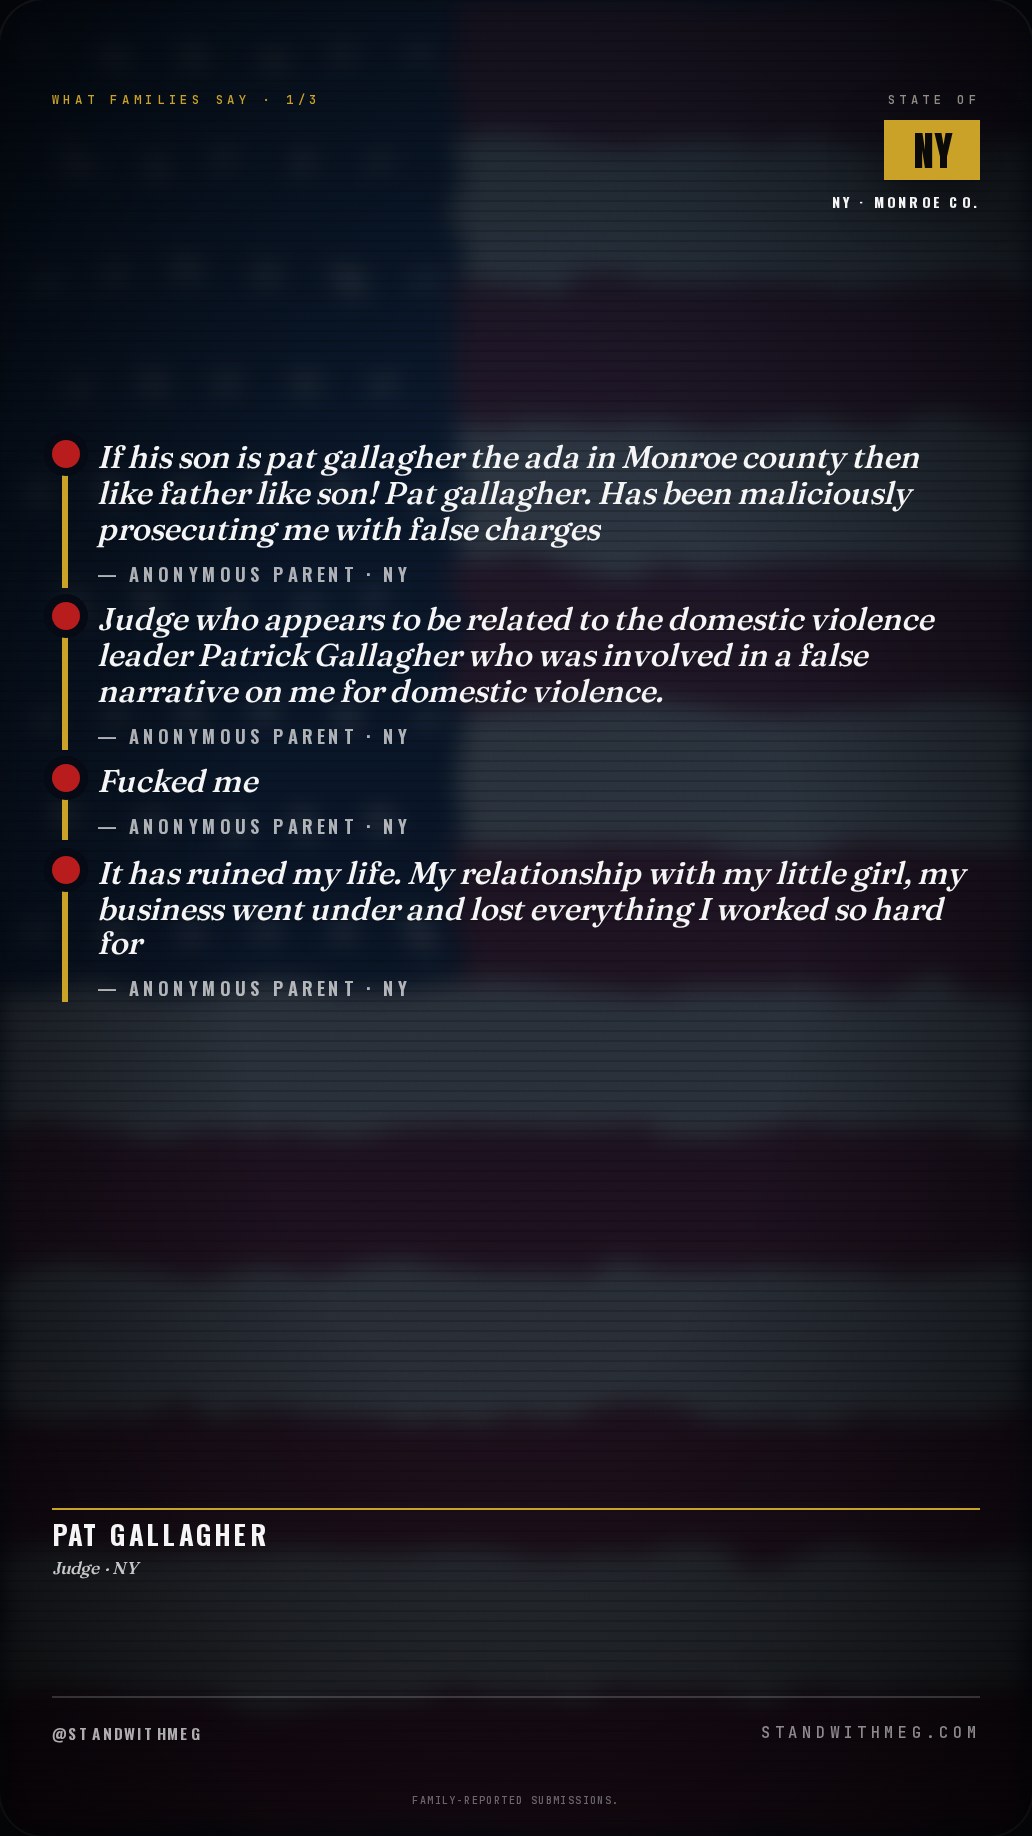 WHAT FAMILIES SAY · 1/3
STATE OF
NY
NY · MONROE CO.
If his son is pat gallagher the ada in Monroe county then
like father like son! Pat gallagher. Has been maliciously
prosecuting me with false charges
— ANONYMOUS PARENT · NY
Judge who appears to be related to the domestic violence
leader Patrick Gallagher who was involved in a false
narrative on me for domestic violence.
— ANONYMOUS PARENT · NY
Fucked me
— ANONYMOUS PARENT · NY
It has ruined my life. My relationship with my little girl, my
business went under and lost everything I worked so hard
for
— ANONYMOUS PARENT · NY
PAT GALLAGHER
Judge · NY
@STANDWITHMEG
STANDWITHMEG.COM
FAMILY-REPORTED SUBMISSIONS.